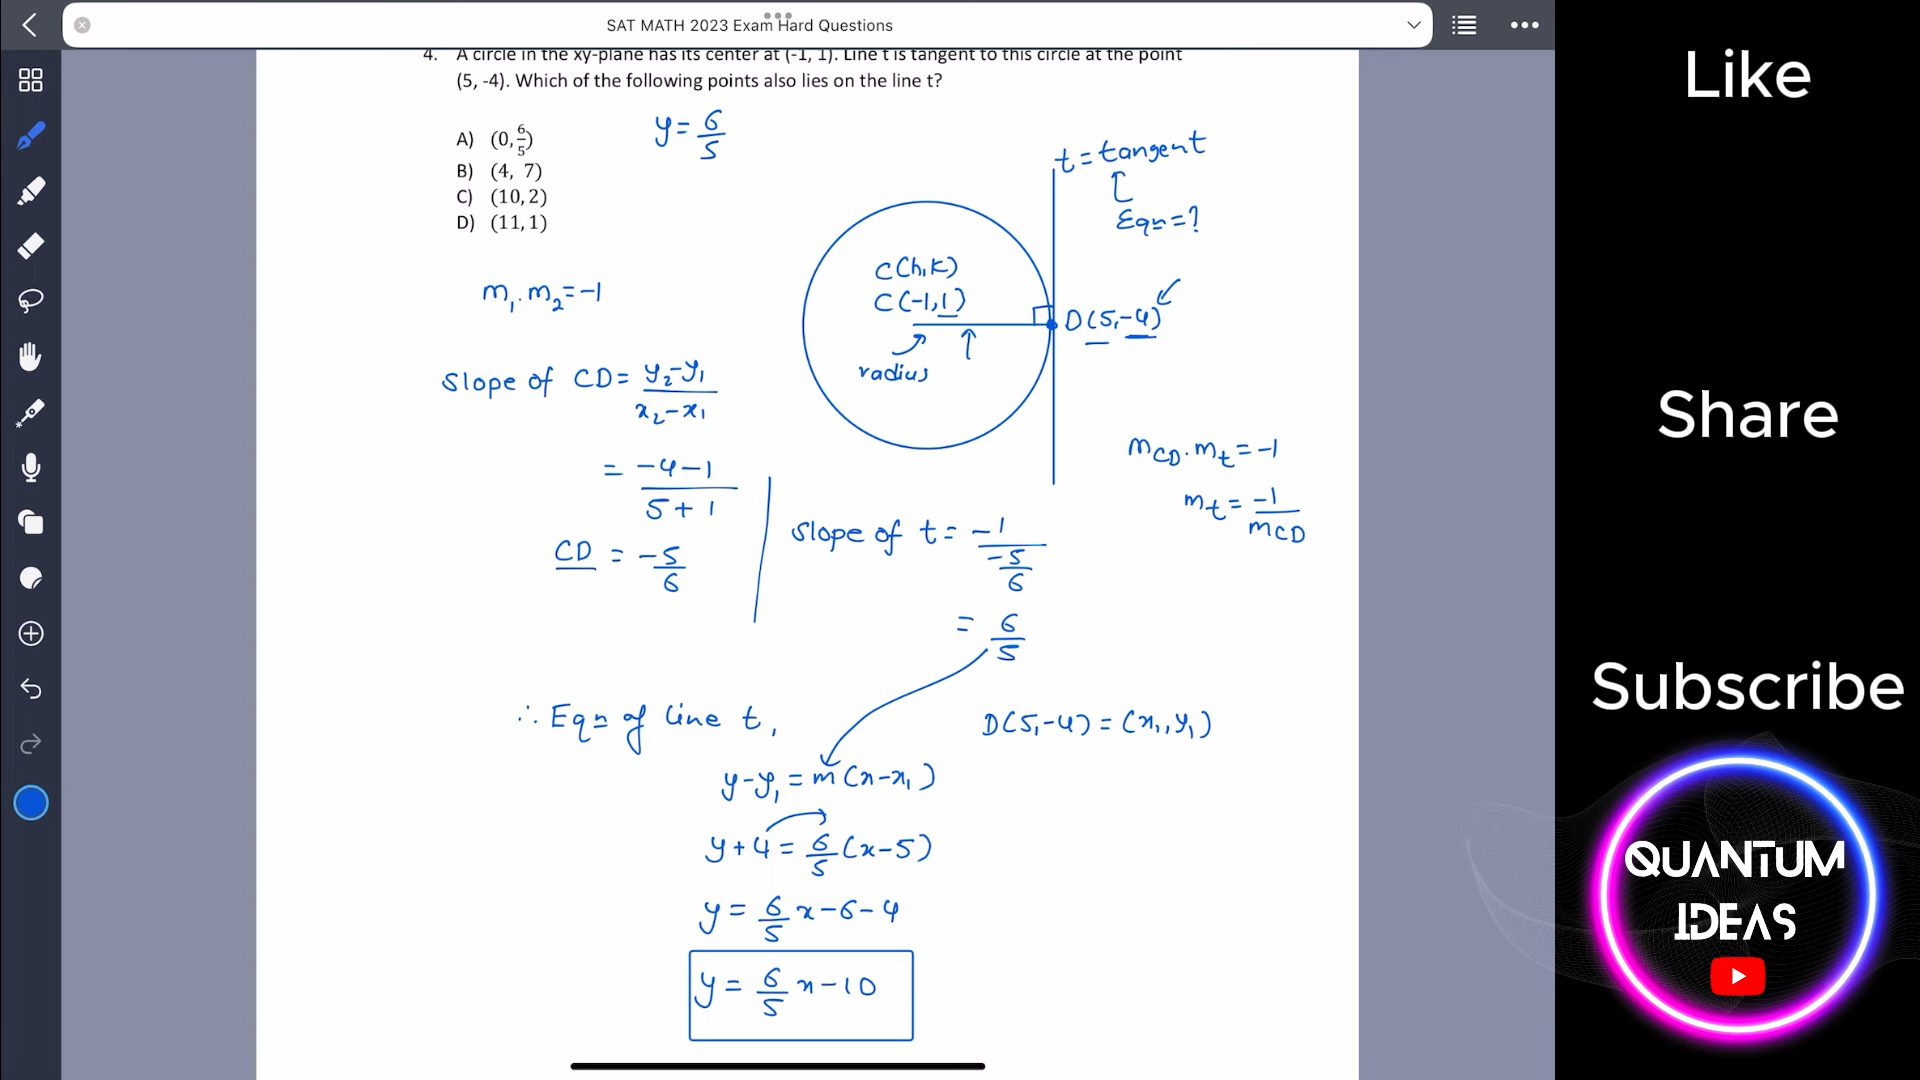 SAT MATH 2023 Exam Hard Questions
4. A circle in the xy-plane has its center at (-1, 1). Line t is tangent to this circle at the point
(5, -4). Which of the following points also lies on the line t?
A) (0, 6/5)
B) (4, 7)
C) (10, 2)
D) (11, 1)
y = 6/5
t = tangent
Eqn = ?
C(h, k)
C(-1, 1)
radius
D(5, -4)
m₁ . m₂ = -1
Slope of CD = y₂ - y₁ / x₂ - x₁
= -4 - 1 / 5 + 1
CD = -5/6
m_CD . m_t = -1
m_t = -1 / m_CD
Slope of t = -1 / -5/6
= 6/5
∴ Eqn of line t,
D(5, -4) = (x₁, y₁)
y - y₁ = m(x - x₁)
y + 4 = 6/5 (x - 5)
y = 6/5 x - 6 - 4
y = 6/5 x - 10
Like
Share
Subscribe
QUANTUM
IDEAS